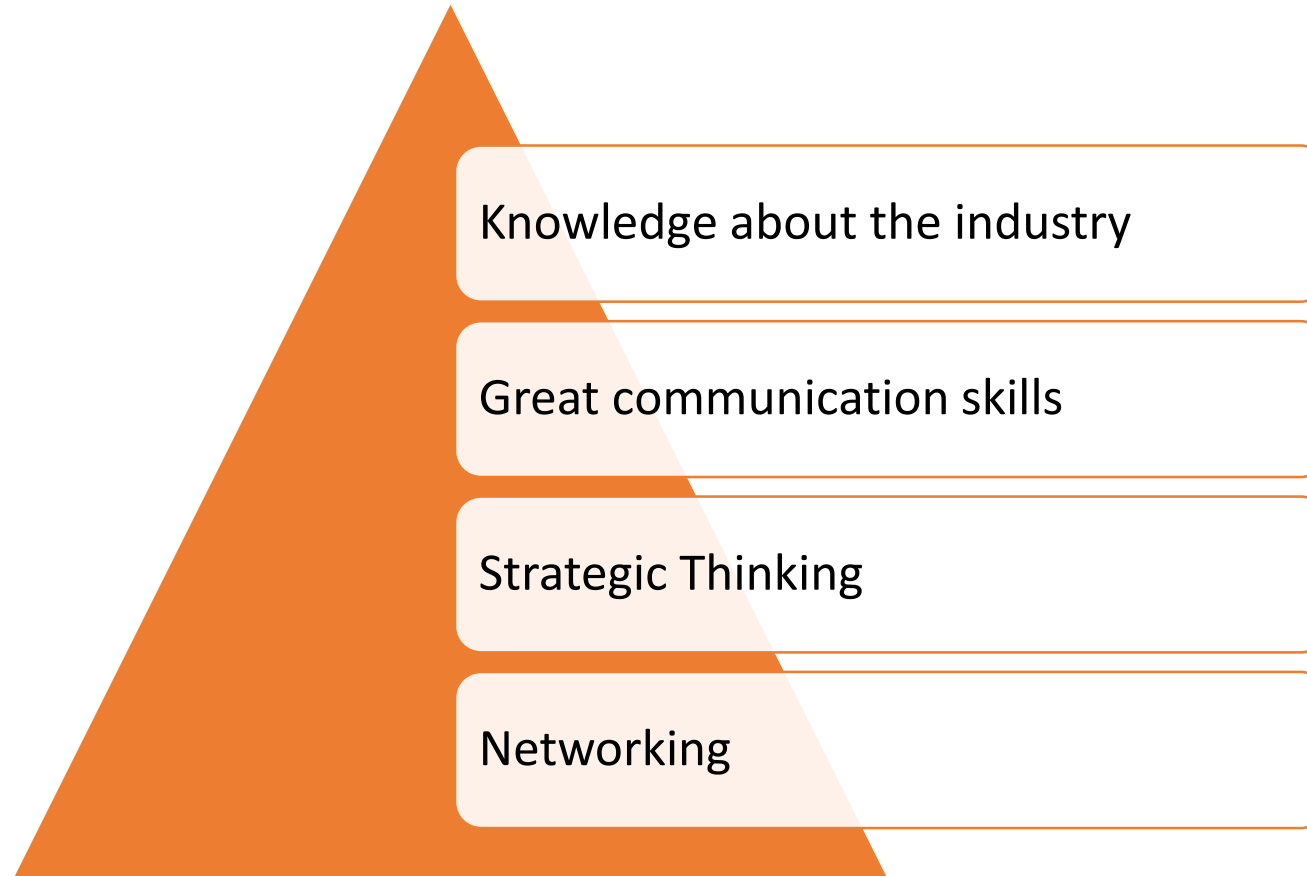 Knowledge about the industry
Great communication skills
Strategic Thinking
Networking